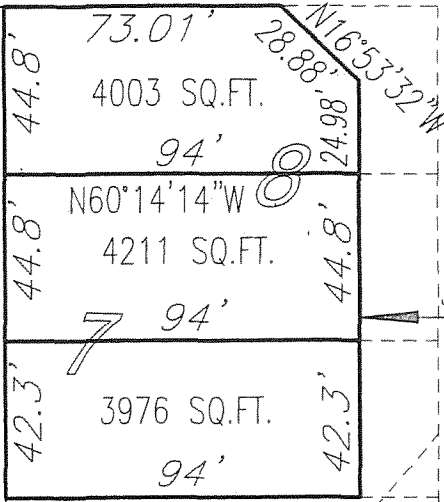 73.01'
44.8'
28.88'
N16°53'32"W
4003 SQ.FT.
24.98'
94'
8
N60°14'14"W
44.8'
4211 SQ.FT.
44.8'
94'
7
42.3'
3976 SQ.FT.
42.3'
94'